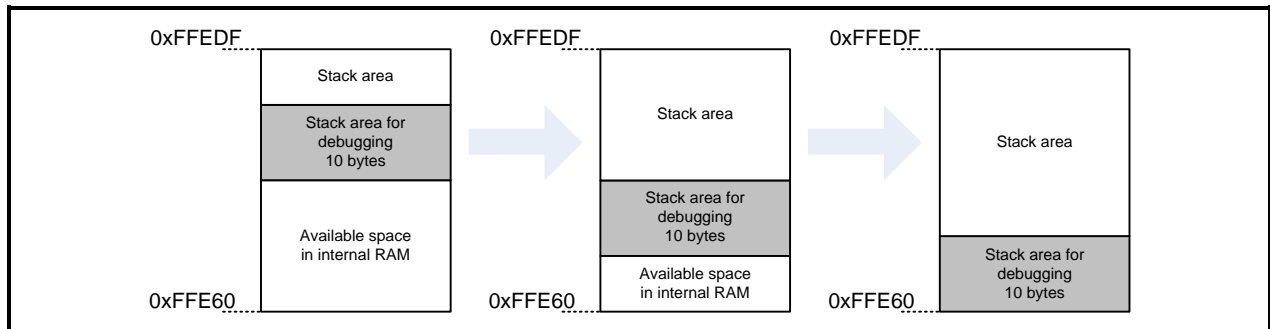 0xFFEDF
Stack area
Stack area for
debugging
10 bytes
Available space
in internal RAM
0xFFE60
0xFFEDF
Stack area
Stack area for
debugging
10 bytes
Available space
in internal RAM
0xFFE60
0xFFEDF
Stack area
Stack area for
debugging
10 bytes
0xFFE60